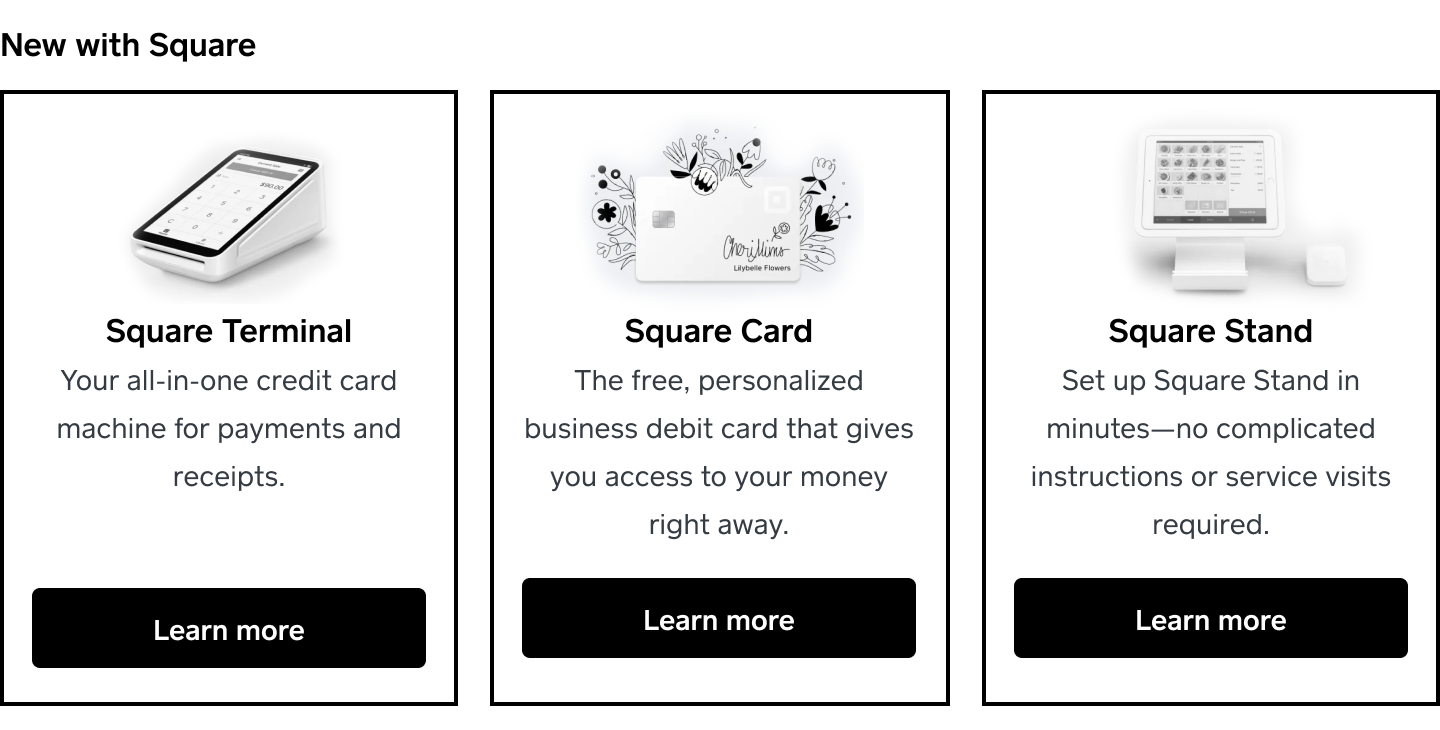 New with Square
$90.00
Cheri Mims
Lilybelle Flowers
Square Terminal
Your all-in-one credit card
machine for payments and
receipts.
Learn more
Square Card
The free, personalized
business debit card that gives
you access to your money
right away.
Learn more
Square Stand
Set up Square Stand in
minutes—no complicated
instructions or service visits
required.
Learn more